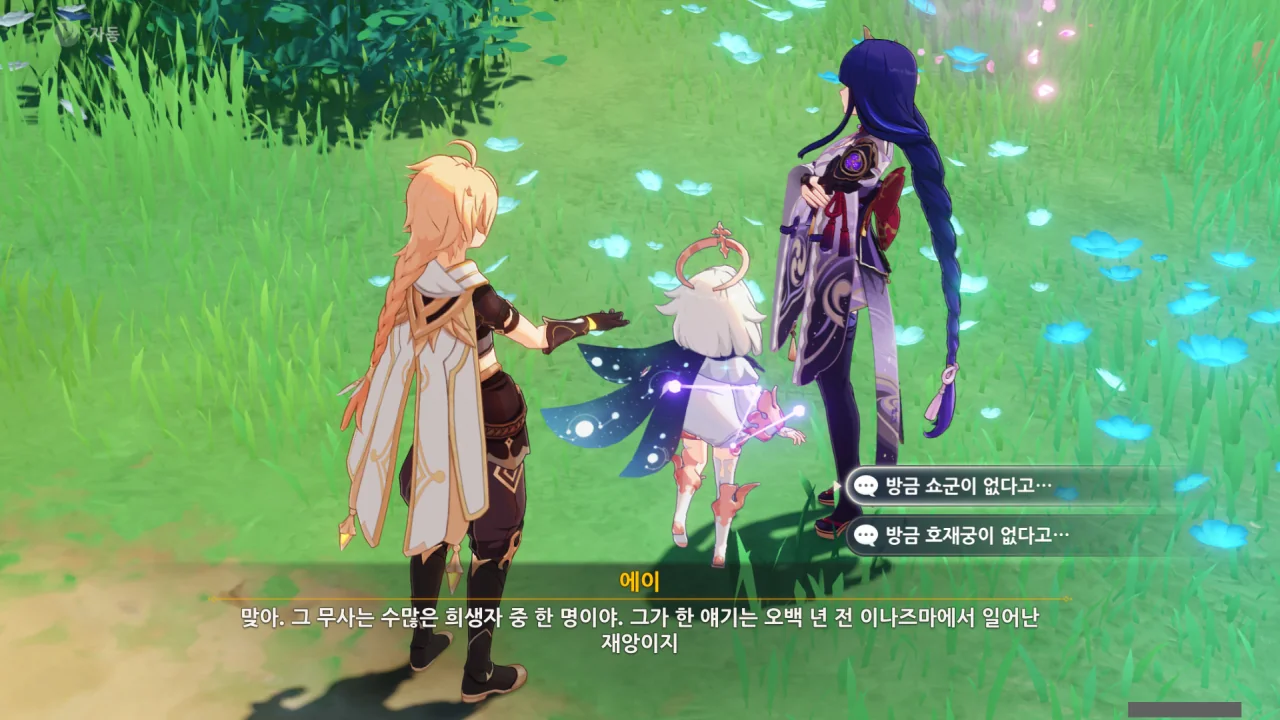 자동
방금 쇼군이 없다고…
방금 호재궁이 없다고…
에이
맞아. 그 무사는 수많은 희생자 중 한 명이야. 그가 한 얘기는 오백 년 전 이나즈마에서 일어난
재앙이지